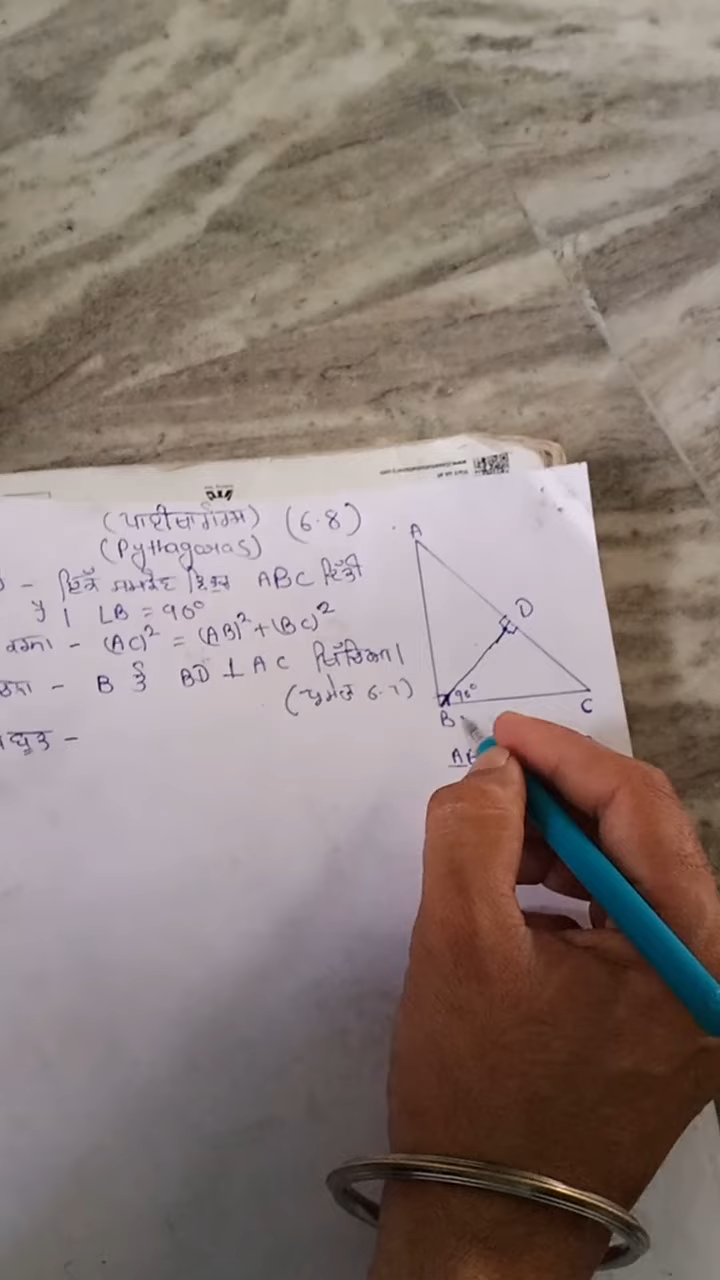 (ਪਾਈਥਾਗੋਰਸ) (6.8)
(Pythagoras)
- ਇੱਕ ਸਮਕੋਣ ਤ੍ਰਿਭੁਜ ABC ਦਿੱਤੀ
ਹੈ। LB = 90°
ਕਰਨਾ - (AC)² = (AB)² + (BC)²
- B ਤੋਂ BD ⊥ AC ਖਿੱਚਿਆ।
(ਪ੍ਰਮੇਯ 6.7)
ਸਬੂਤ -
A
D
90°
B
C